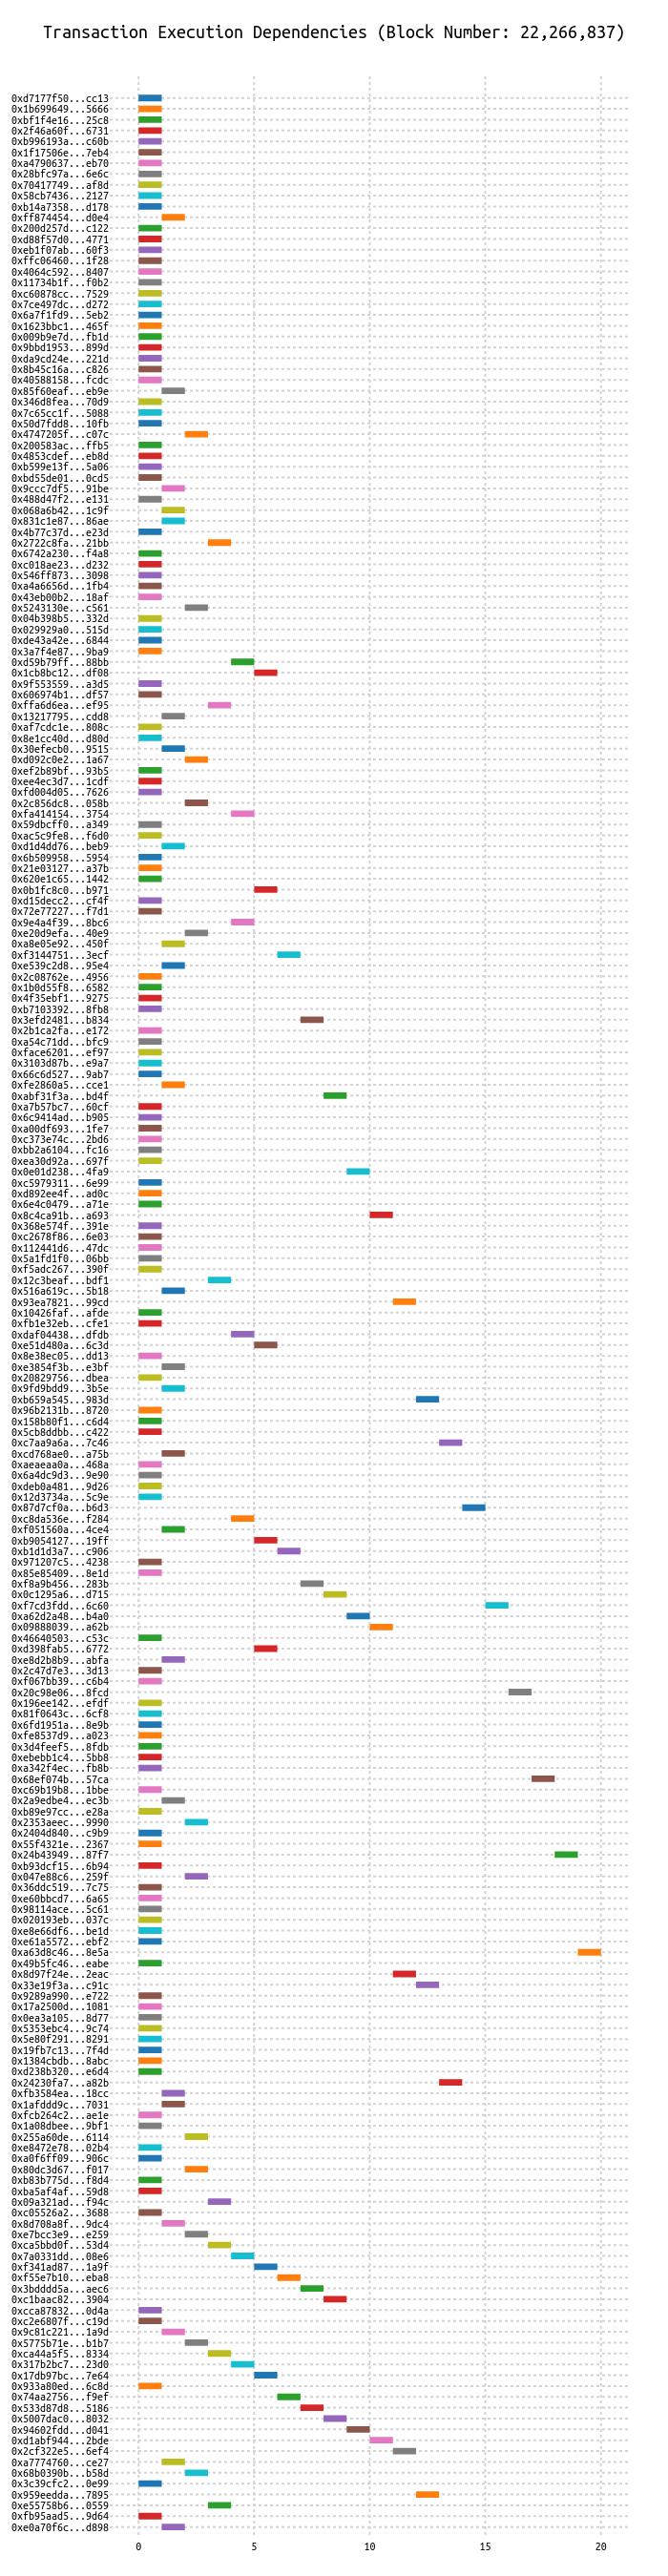 Transaction Execution Dependencies (Block Number: 22,266,837)
0xd7177f50...cc13
0x1b699649...5666
0xbf1f4e16...25c8
0x2f46a60f...6731
0xb996193a...c60b
0x1f17506e...7eb4
0xa4790637...eb70
0x28bfc97a...6e6c
0x70417749...af8d
0x58cb7436...2127
0xb14a7358...d178
0xff874454...d0e4
0x200d257d...c122
0xd88f57d0...4771
0xeb1f07ab...60f3
0xffc06460...1f28
0x4064c592...8407
0x11734b1f...f0b2
0xc60878cc...7529
0x7ce497dc...d272
0x6a7f1fd9...5eb2
0x1623bbc1...465f
0x009b9e7d...fb1d
0x9bbd1953...899d
0xda9cd24e...221d
0x8b45c16a...c826
0x40588158...fcdc
0x85f60eaf...eb9e
0x346d8fea...70d9
0x7c65cc1f...5088
0x50d7fdd8...10fb
0x4747205f...c07c
0x200583ac...ffb5
0x4853cdef...eb8d
0xb599e13f...5a06
0xbd55de01...0cd5
0x9ccc7df5...91be
0x488d47f2...e131
0x068a6b42...1c9f
0x831c1e87...86ae
0x4b77c37d...e23d
0x2722c8fa...21bb
0x6742a230...f4a8
0xc018ae23...d232
0x546ff873...3098
0xa4a6656d...1fb4
0x43eb00b2...18af
0x5243130e...c561
0x04b398b5...332d
0x029929a0...515d
0xde43a42e...6844
0x3a7f4e87...9ba9
0xd59b79ff...88bb
0x1cb8bc12...df08
0x9f553559...a3d5
0x606974b1...df57
0xffa6d6ea...ef95
0x13217795...cdd8
0xaf7cdc1e...808c
0x8e1cc40d...d80d
0x30efecb0...9515
0xd092c0e2...1a67
0xef2b89bf...93b5
0xee4ec3d7...1cdf
0xfd004d05...7626
0x2c856dc8...058b
0xfa414154...3754
0x59dbcff0...a349
0xac5c9fe8...f6d0
0xd1d4dd76...beb9
0x6b509958...5954
0x21e03127...a37b
0x620e1c65...1442
0x0b1fc8c0...b971
0xd15decc2...cf4f
0x72e77227...f7d1
0x9e4a4f39...8bc6
0xe20d9efa...40e9
0xa8e05e92...450f
0xf3144751...3ecf
0xe539c2d8...95e4
0x2c08762e...4956
0x1b0d55f8...6582
0x4f35ebf1...9275
0xb7103392...8fb8
0x3efd2481...b834
0x2b1ca2fa...e172
0xa54c71dd...bfc9
0xface6201...ef97
0x3103d87b...e9a7
0x66c6d527...9ab7
0xfe2860a5...cce1
0xabf31f3a...bd4f
0xa7b57bc7...60cf
0x6c9414ad...b905
0xa00df693...1fe7
0xc373e74c...2bd6
0xbb2a6104...fc16
0xea30d92a...697f
0x0e01d238...4fa9
0xc5979311...6e99
0xd892ee4f...ad0c
0x6e4c0479...a71e
0x8c4ca91b...a693
0x368e574f...391e
0xc2678f86...6e03
0x112441d6...47dc
0x5a1fd1f0...06bb
0xf5adc267...390f
0x12c3beaf...bdf1
0x516a619c...5b18
0x93ea7821...99cd
0x10426faf...afde
0xfb1e32eb...cfe1
0xdaf04438...dfdb
0xe51d480a...6c3d
0x8e38ec05...dd13
0xe3854f3b...e3bf
0x20829756...dbea
0x9fd9bdd9...3b5e
0xb659a545...983d
0x96b2131b...8720
0x158b80f1...c6d4
0x5cb8ddbb...c422
0xc7aa9a6a...7c46
0xcd768ae0...a75b
0xaeaeaa0a...468a
0x6a4dc9d3...9e90
0xdeb0a481...9d26
0x12d3734a...5c9e
0x87d7cf0a...b6d3
0xc8da536e...f284
0xf051560a...4ce4
0xb9054127...19ff
0xb1d1d3a7...c906
0x971207c5...4238
0x85e85409...8e1d
0xf8a9b456...283b
0x0c1295a6...d715
0xf7cd3fdd...6c60
0xa62d2a48...b4a0
0x09888039...a62b
0x46640503...c53c
0xd398fab5...6772
0xe8d2b8b9...abfa
0x2c47d7e3...3d13
0xf067bb39...c6b4
0x20c98e06...8fcd
0x196ee142...efdf
0x81f0643c...6cf8
0x6fd1951a...8e9b
0xfe8537d9...a023
0x3d4feef5...8fdb
0xebebb1c4...5bb8
0xa342f4ec...fb8b
0x68ef074b...57ca
0xc69b19b8...1bbe
0x2a9edbe4...ec3b
0xb89e97cc...e28a
0x2353aeec...9990
0x2404d840...c9b9
0x55f4321e...2367
0x24b43949...87f7
0xb93dcf15...6b94
0x047e88c6...259f
0x36ddc519...7c75
0xe60bbcd7...6a65
0x98114ace...5c61
0x020193eb...037c
0xe8e66df6...be1d
0xe61a5572...ebf2
0xa63d8c46...8e5a
0x49b5fc46...eabe
0x8d97f24e...2eac
0x33e19f3a...c91c
0x9289a990...e722
0x17a2500d...1081
0x0ea3a105...8d77
0x5353ebc4...9c74
0x5e80f291...8291
0x19fb7c13...7f4d
0x1384cbdb...8abc
0xd238b320...e6d4
0x24230fa7...a82b
0xfb3584ea...18cc
0x1afddd9c...7031
0xfcb264c2...ae1e
0x1a08dbee...9bf1
0x255a60de...6114
0xe8472e78...02b4
0xa0f6ff09...906c
0x80dc3d67...f017
0xb83b775d...f8d4
0xba5af4af...59d8
0x09a321ad...f94c
0xc05526a2...3688
0x8d708a8f...9dc4
0xe7bcc3e9...e259
0xca5bbd0f...53d4
0x7a0331dd...08e6
0xf341ad87...1a9f
0xf55e7b10...eba8
0x3bdddd5a...aec6
0xc1baac82...3904
0xcca87832...0d4a
0xc2e6807f...c19d
0x9c81c221...1a9d
0x5775b71e...b1b7
0xca44a5f5...8334
0x317b2bc7...23d0
0x17db97bc...7e64
0x933a80ed...6c8d
0x74aa2756...f9ef
0x533d87d8...5186
0x5007dac0...8032
0x94602fdd...d041
0xd1abf944...2bde
0x2cf322e5...6ef4
0xa7774760...ce27
0x68b0390b...b58d
0x3c39cfc2...0e99
0x959eedda...7895
0xe55758b6...0559
0xfb95aad5...9d64
0xe0a70f6c...d898
0 5 10 15 20